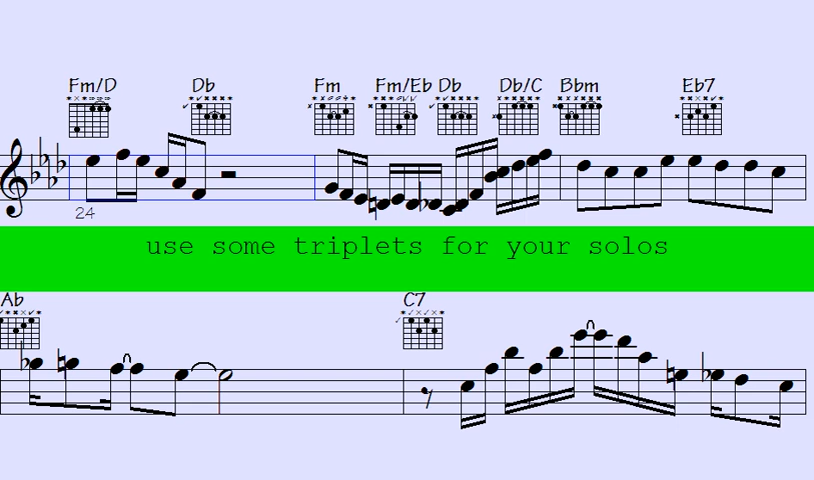 Fm/D Db Fm Fm/Eb Db Db/C Bbm Eb7
24
use some triplets for your solos
Ab C7